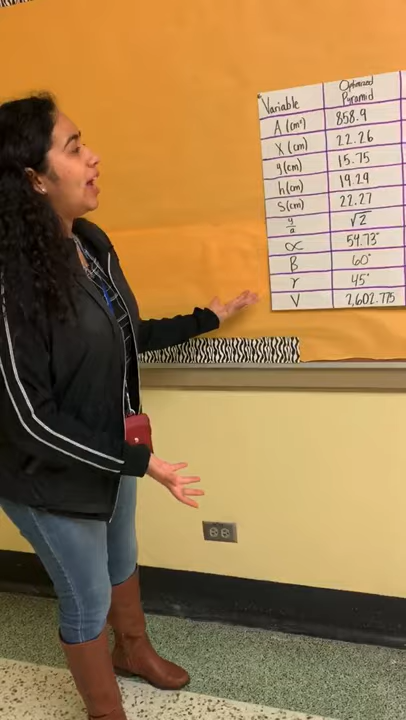 Variable Optimized Pyramid
A (cm²) 858.9
X (cm) 22.26
y (cm) 15.75
h (cm) 19.29
S (cm) 22.27
y/a √2
α 54.73°
B 60°
γ 45°
V 2,602.775